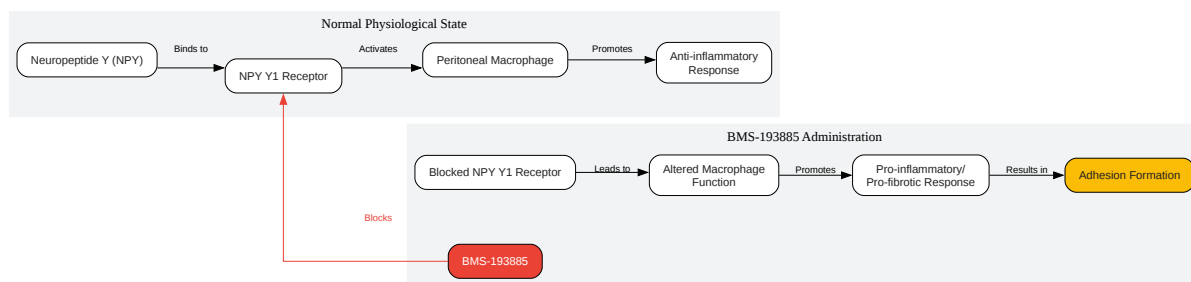 Normal Physiological State
Neuropeptide Y (NPY)
Binds to
NPY Y1 Receptor
Activates
Peritoneal Macrophage
Promotes
Anti-inflammatory
Response
BMS-193885 Administration
Blocked NPY Y1 Receptor
Leads to
Altered Macrophage
Function
Promotes
Pro-inflammatory/
Pro-fibrotic Response
Results in
Adhesion Formation
Blocks
BMS-193885